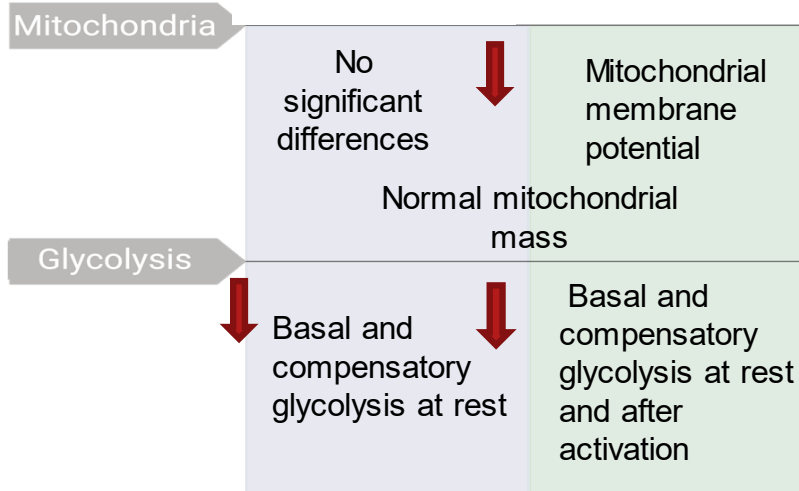 Mitochondria
No
significant
differences
Mitochondrial
membrane
potential
Normal mitochondrial
mass
Glycolysis
Basal and
compensatory
glycolysis at rest
Basal and
compensatory
glycolysis at rest
and after
activation